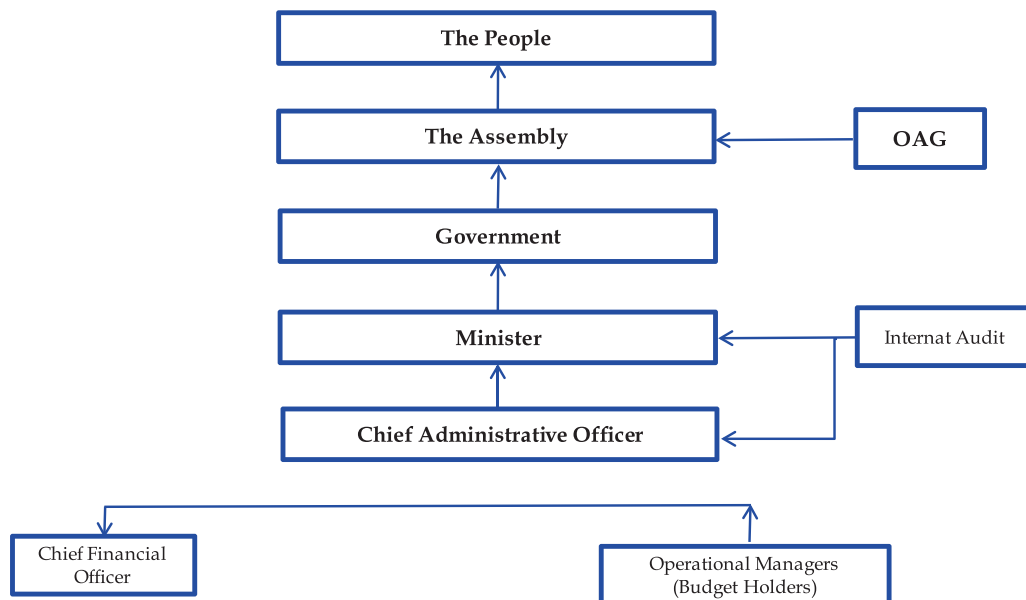 The People
The Assembly
OAG
Government
Minister
Internat Audit
Chief Administrative Officer
Chief Financial
Officer
Operational Managers
(Budget Holders)